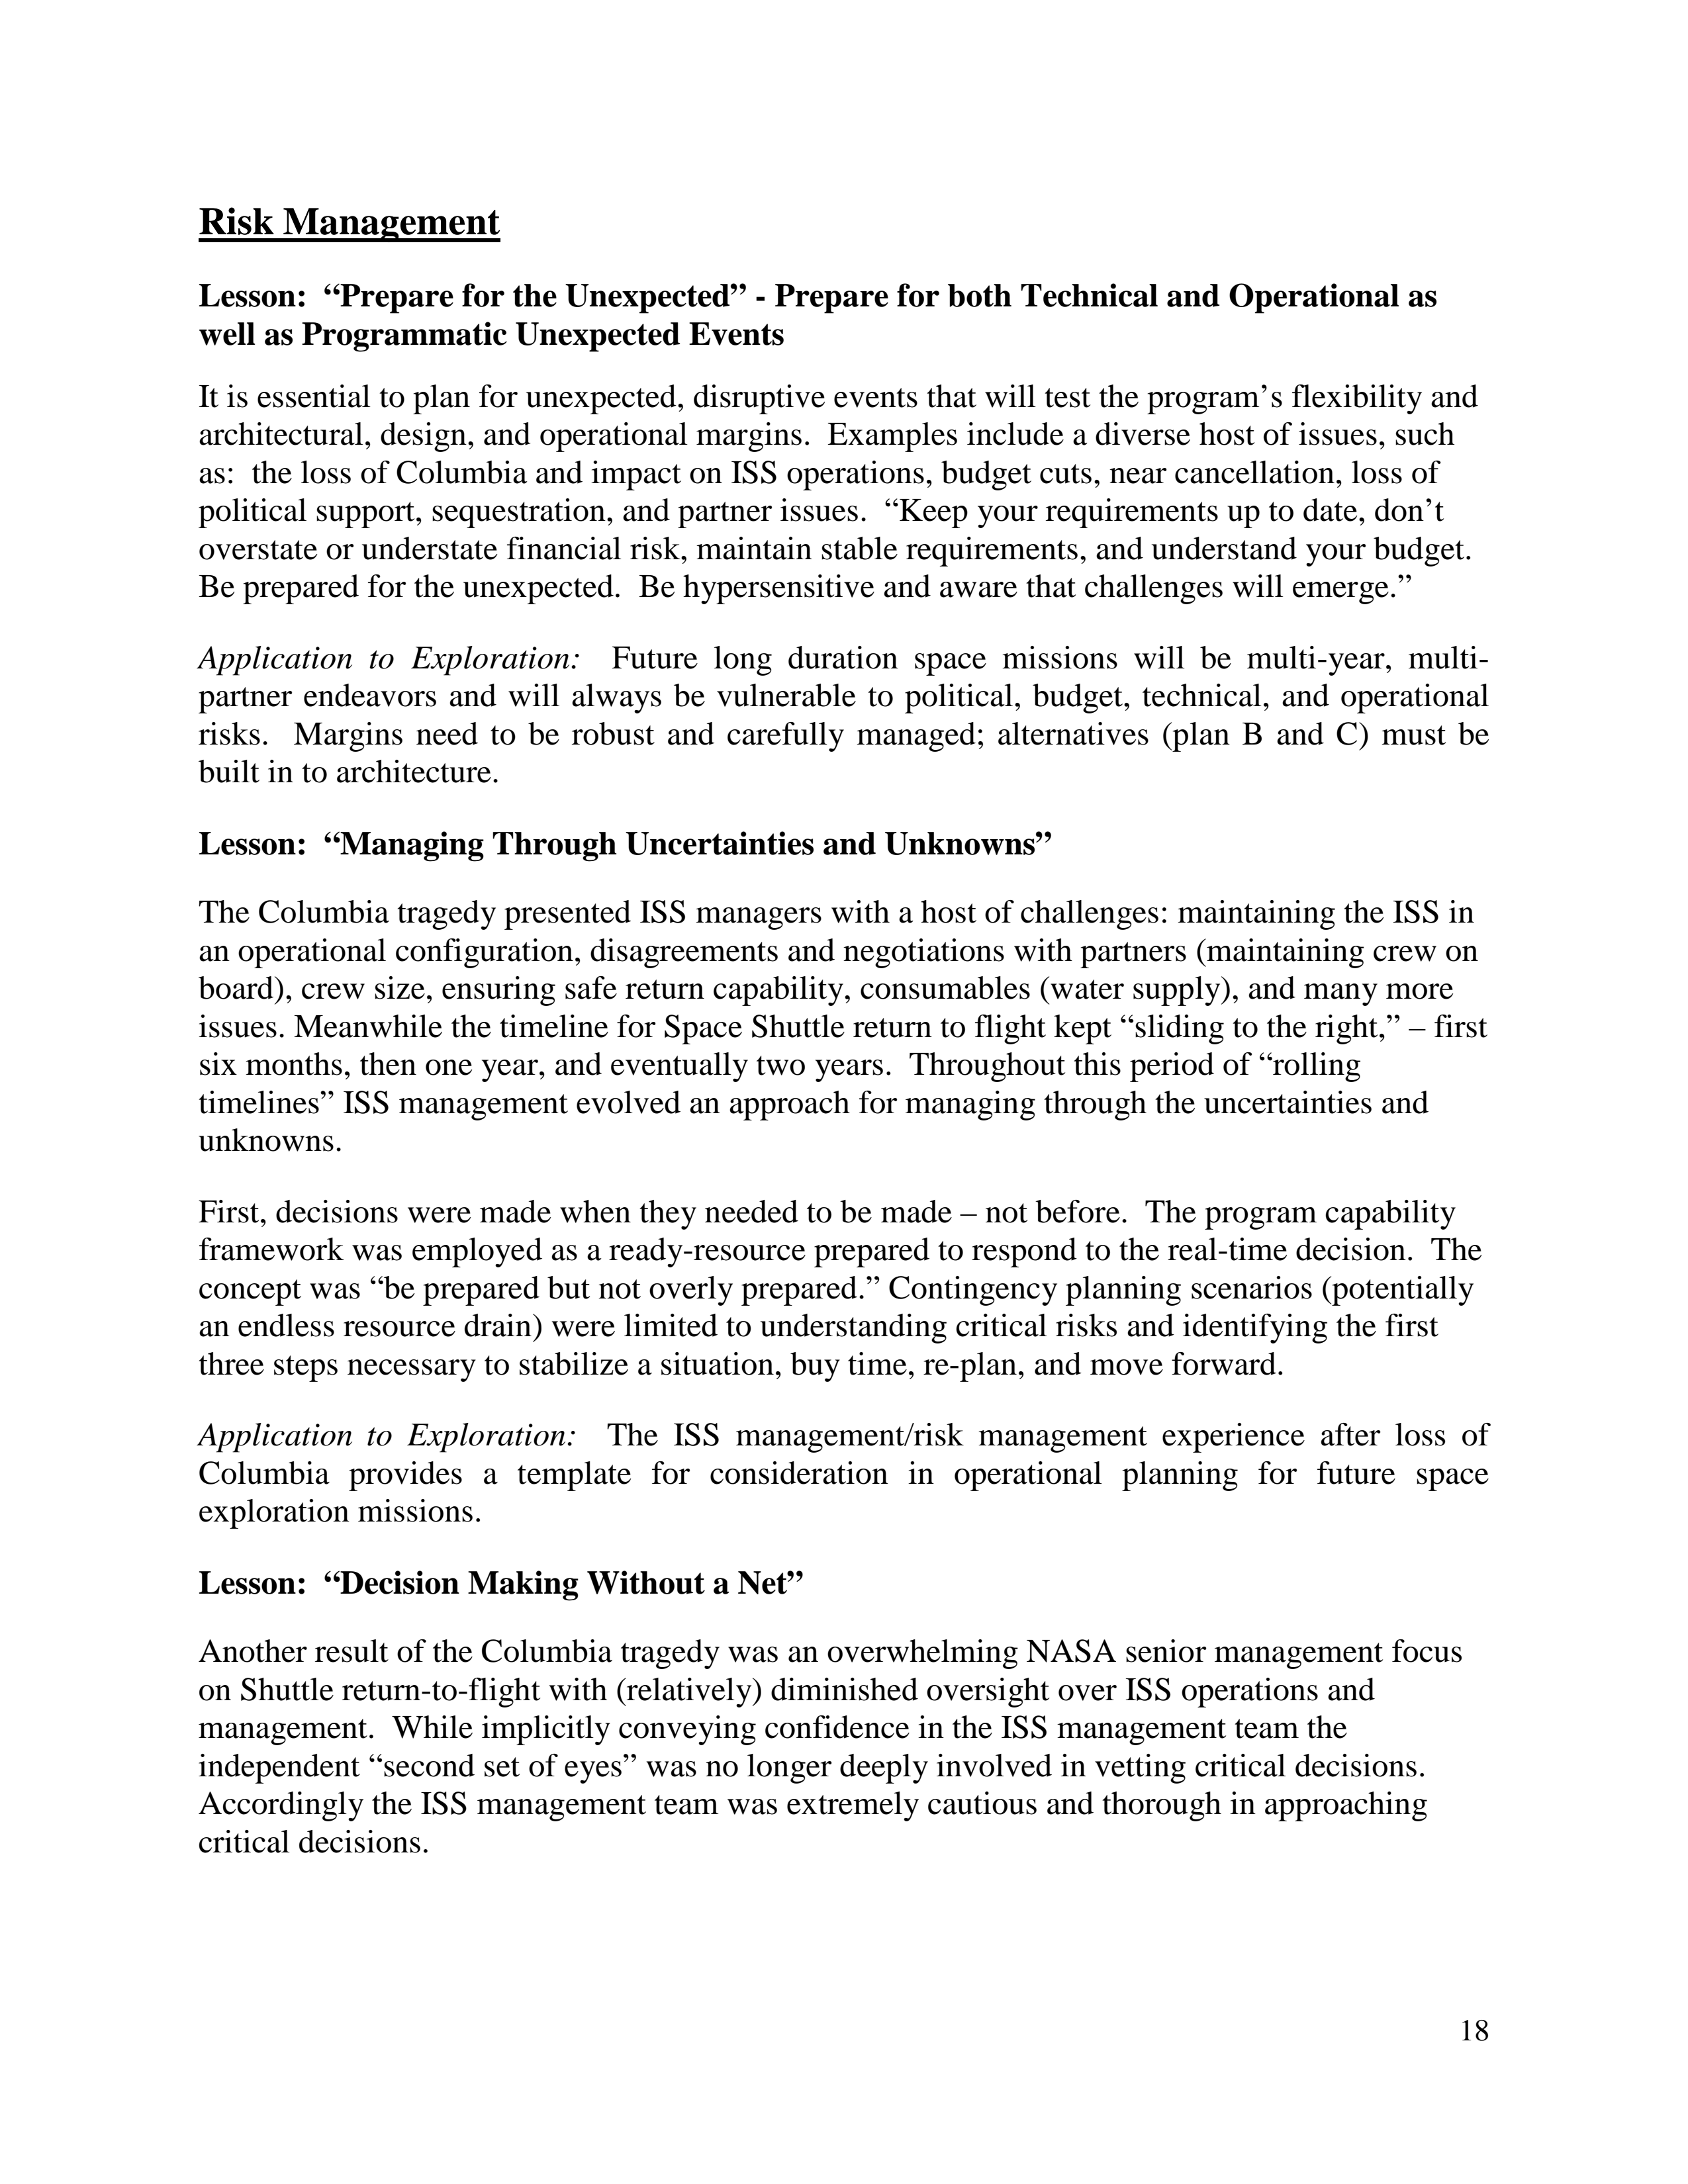 Risk Management
Lesson:  “Prepare for the Unexpected” - Prepare for both Technical and Operational as
well as Programmatic Unexpected Events
It is essential to plan for unexpected, disruptive events that will test the program’s flexibility and
architectural, design, and operational margins.  Examples include a diverse host of issues, such
as:  the loss of Columbia and impact on ISS operations, budget cuts, near cancellation, loss of
political support, sequestration, and partner issues.  “Keep your requirements up to date, don’t
overstate or understate financial risk, maintain stable requirements, and understand your budget.
Be prepared for the unexpected.  Be hypersensitive and aware that challenges will emerge.”
Application to Exploration:  Future long duration space missions will be multi-year, multi-
partner endeavors and will always be vulnerable to political, budget, technical, and operational
risks.  Margins need to be robust and carefully managed; alternatives (plan B and C) must be
built in to architecture.
Lesson:  “Managing Through Uncertainties and Unknowns”
The Columbia tragedy presented ISS managers with a host of challenges: maintaining the ISS in
an operational configuration, disagreements and negotiations with partners (maintaining crew on
board), crew size, ensuring safe return capability, consumables (water supply), and many more
issues. Meanwhile the timeline for Space Shuttle return to flight kept “sliding to the right,” – first
six months, then one year, and eventually two years.  Throughout this period of “rolling
timelines” ISS management evolved an approach for managing through the uncertainties and
unknowns.
First, decisions were made when they needed to be made – not before.  The program capability
framework was employed as a ready-resource prepared to respond to the real-time decision.  The
concept was “be prepared but not overly prepared.” Contingency planning scenarios (potentially
an endless resource drain) were limited to understanding critical risks and identifying the first
three steps necessary to stabilize a situation, buy time, re-plan, and move forward.
Application to Exploration:  The ISS management/risk management experience after loss of
Columbia provides a template for consideration in operational planning for future space
exploration missions.
Lesson:  “Decision Making Without a Net”
Another result of the Columbia tragedy was an overwhelming NASA senior management focus
on Shuttle return-to-flight with (relatively) diminished oversight over ISS operations and
management.  While implicitly conveying confidence in the ISS management team the
independent “second set of eyes” was no longer deeply involved in vetting critical decisions.
Accordingly the ISS management team was extremely cautious and thorough in approaching
critical decisions.
18